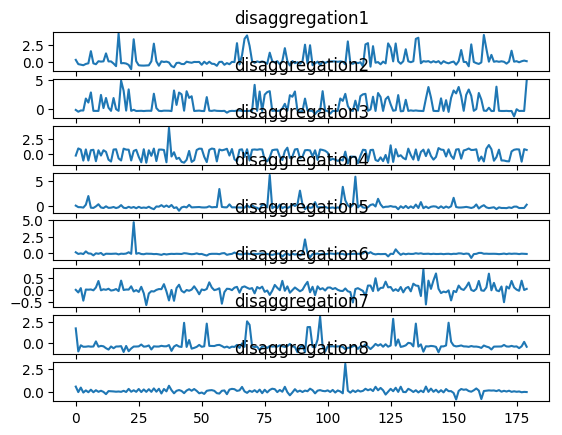 disaggregation1
2.5
0.0
disaggregation2
5
0
disaggregation3
2.5
0.0
disaggregation4
5
0
disaggregation5
5.0
2.5
0.0
disaggregation6
0.5
0.0
−0.5
disaggregation7
2.5
0.0
disaggregation8
2.5
0.0
0 25 50 75 100 125 150 175